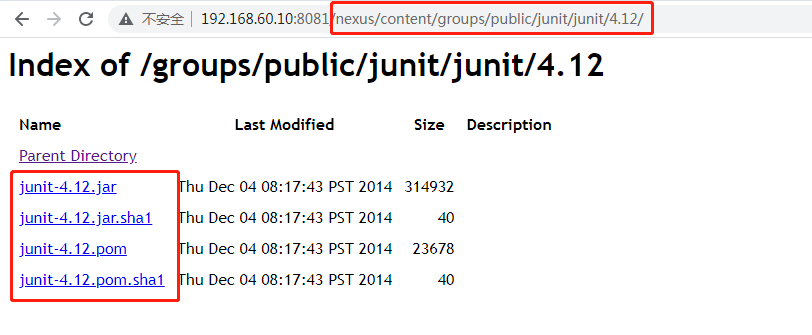 不安全 192.168.60.10:8081/nexus/content/groups/public/junit/junit/4.12/
Index of /groups/public/junit/junit/4.12
Name Last Modified Size Description
Parent Directory
junit-4.12.jar Thu Dec 04 08:17:43 PST 2014 314932
junit-4.12.jar.sha1 Thu Dec 04 08:17:43 PST 2014 40
junit-4.12.pom Thu Dec 04 08:17:43 PST 2014 23678
junit-4.12.pom.sha1 Thu Dec 04 08:17:43 PST 2014 40